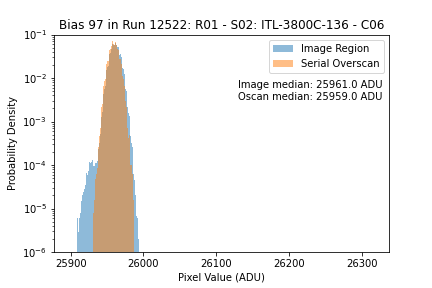 Bias 97 in Run 12522: R01 - S02: ITL-3800C-136 - C06
Image Region
Serial Overscan
Image median: 25961.0 ADU
Oscan median: 25959.0 ADU
Probability Density
10⁻¹
10⁻²
10⁻³
10⁻⁴
10⁻⁵
10⁻⁶
25900 26000 26100 26200 26300
Pixel Value (ADU)